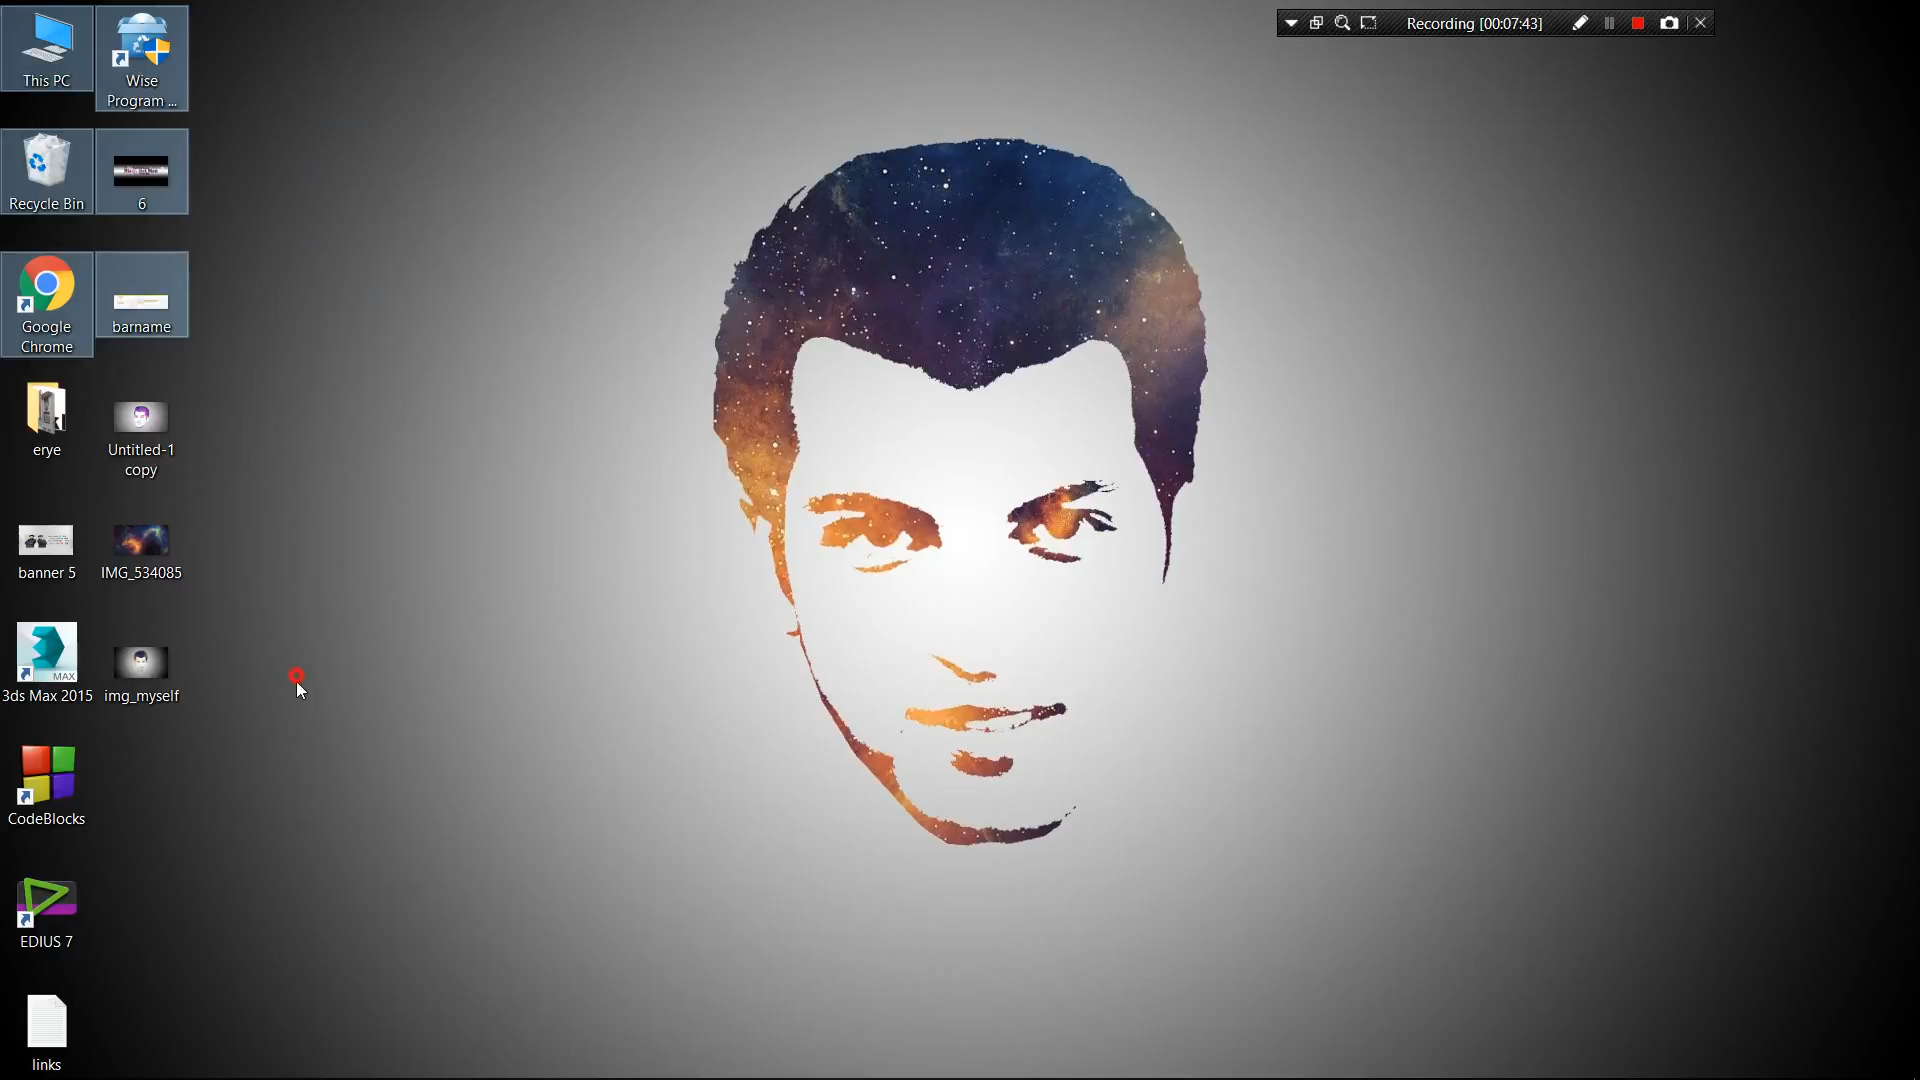 Recording [00:07:43]
This PC
Wise
Program ...
Recycle Bin
6
Google
Chrome
barname
erye
Untitled-1
copy
banner 5
IMG_534085
MAX
3ds Max 2015
img_myself
CodeBlocks
EDIUS 7
links